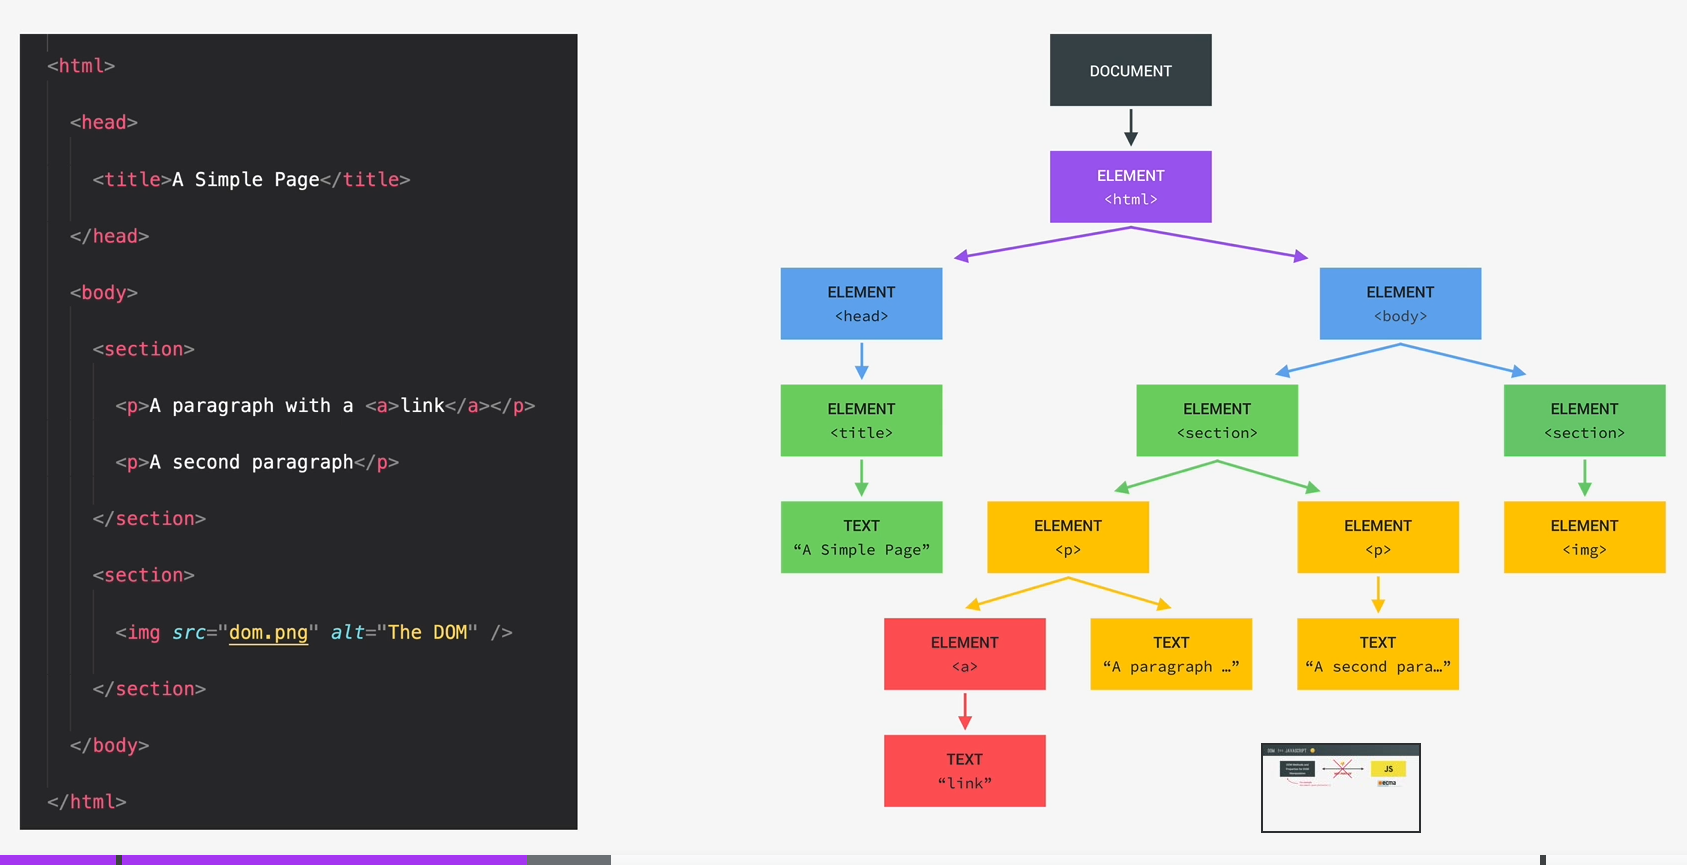 <html>
<head>
<title>A Simple Page</title>
</head>
<body>
<section>
<p>A paragraph with a <a>link</a></p>
<p>A second paragraph</p>
</section>
<section>
<img src="dom.png" alt="The DOM" />
</section>
</body>
</html>
DOCUMENT
ELEMENT
<html>
ELEMENT
<head>
ELEMENT
<body>
ELEMENT
<title>
ELEMENT
<section>
ELEMENT
<section>
TEXT
“A Simple Page”
ELEMENT
<p>
ELEMENT
<p>
ELEMENT
<img>
ELEMENT
<a>
TEXT
“A paragraph …”
TEXT
“A second para…”
TEXT
“link”
JAVASCRIPT
JS
ecma